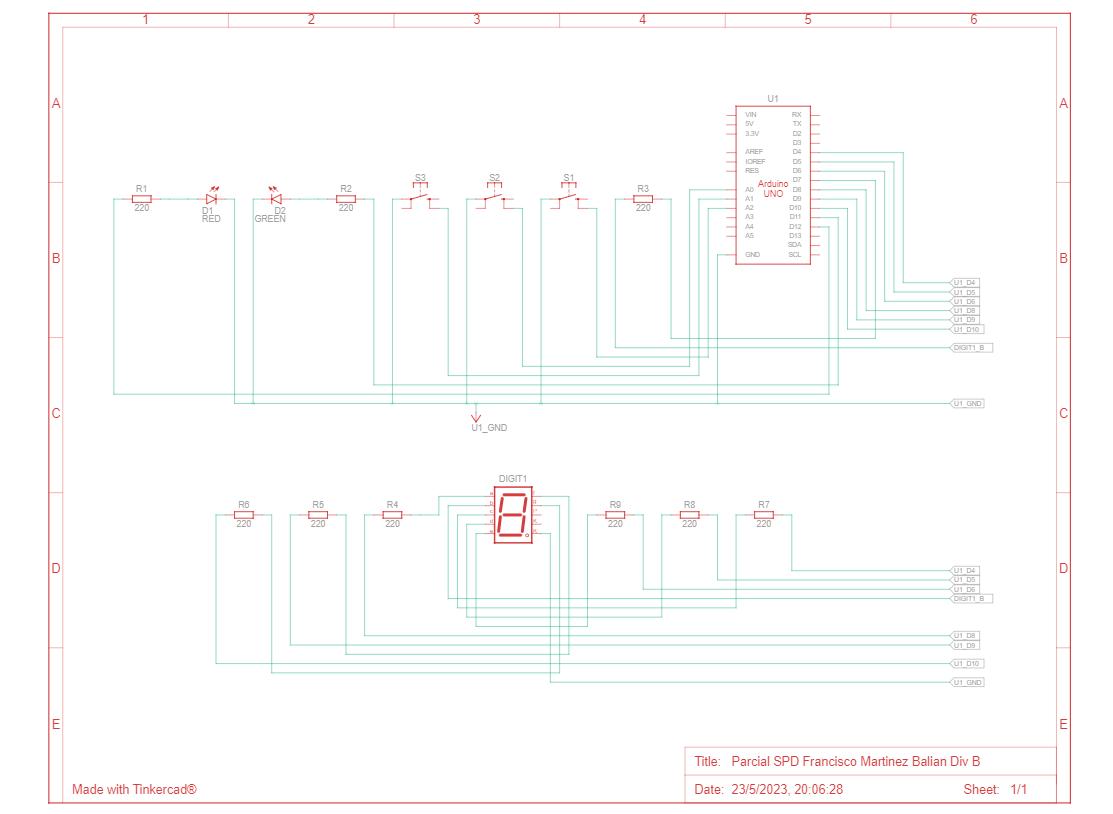 1 2 3 4 5 6
A A
U1
VIN RX
5V TX
3.3V D2
D3
AREF D4
IOREF D5
RES D6
D7
Arduino
UNO
A0 D8
A1 D9
A2 D10
A3 D11
A4 D12
A5 D13
SDA
GND SCL
R1
220
D1
RED
D2
GREEN
R2
220
S3
S2
S1
R3
220
B B
U1_D4
U1_D5
U1_D6
U1_D8
U1_D9
U1_D10
DIGIT1_B
U1_GND
C C
U1_GND
DIGIT1
R6
220
R5
220
R4
220
R9
220
R8
220
R7
220
D D
U1_D4
U1_D5
U1_D6
DIGIT1_B
U1_D8
U1_D9
U1_D10
U1_GND
E E
Title: Parcial SPD Francisco Martinez Balian Div B
Made with Tinkercad®
Date: 23/5/2023, 20:06:28 Sheet: 1/1